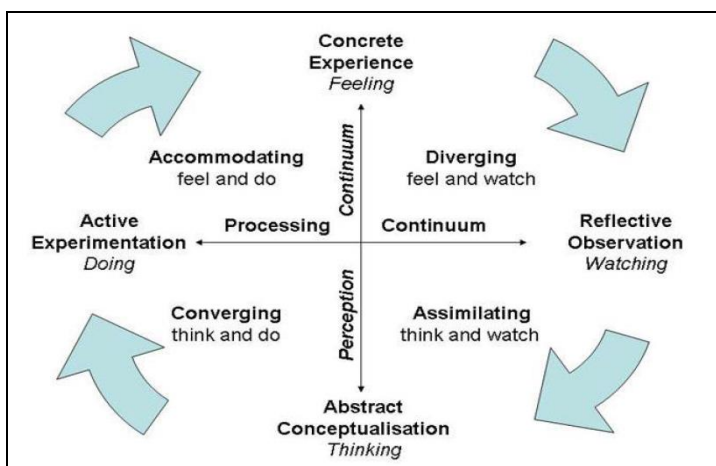 Concrete
Experience
Feeling
Continuum
Accommodating
feel and do
Diverging
feel and watch
Active
Experimentation
Doing
Processing
Continuum
Reflective
Observation
Watching
Converging
think and do
Perception
Assimilating
think and watch
Abstract
Conceptualisation
Thinking